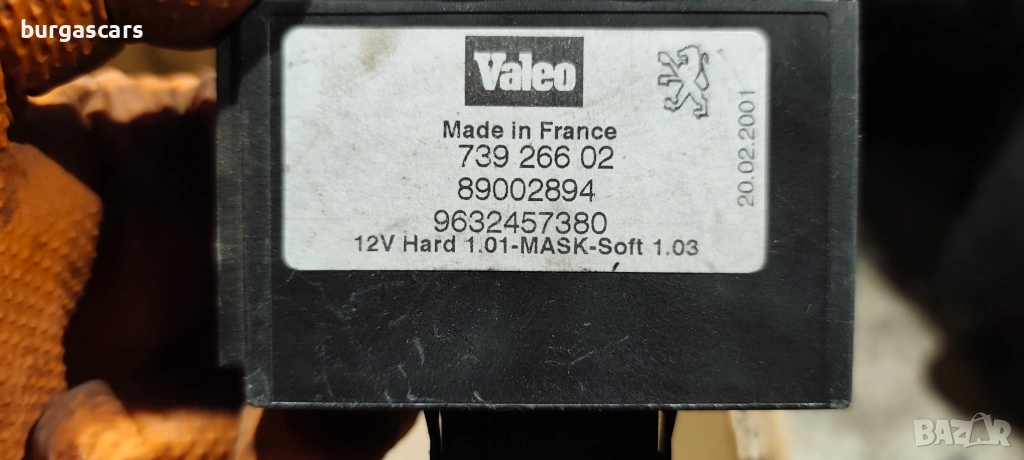 burgascars
Valeo
Made in France
739 266 02
89002894
9632457380
12V Hard 1.01-MASK-Soft 1.03
20.02.2001
BAZAR